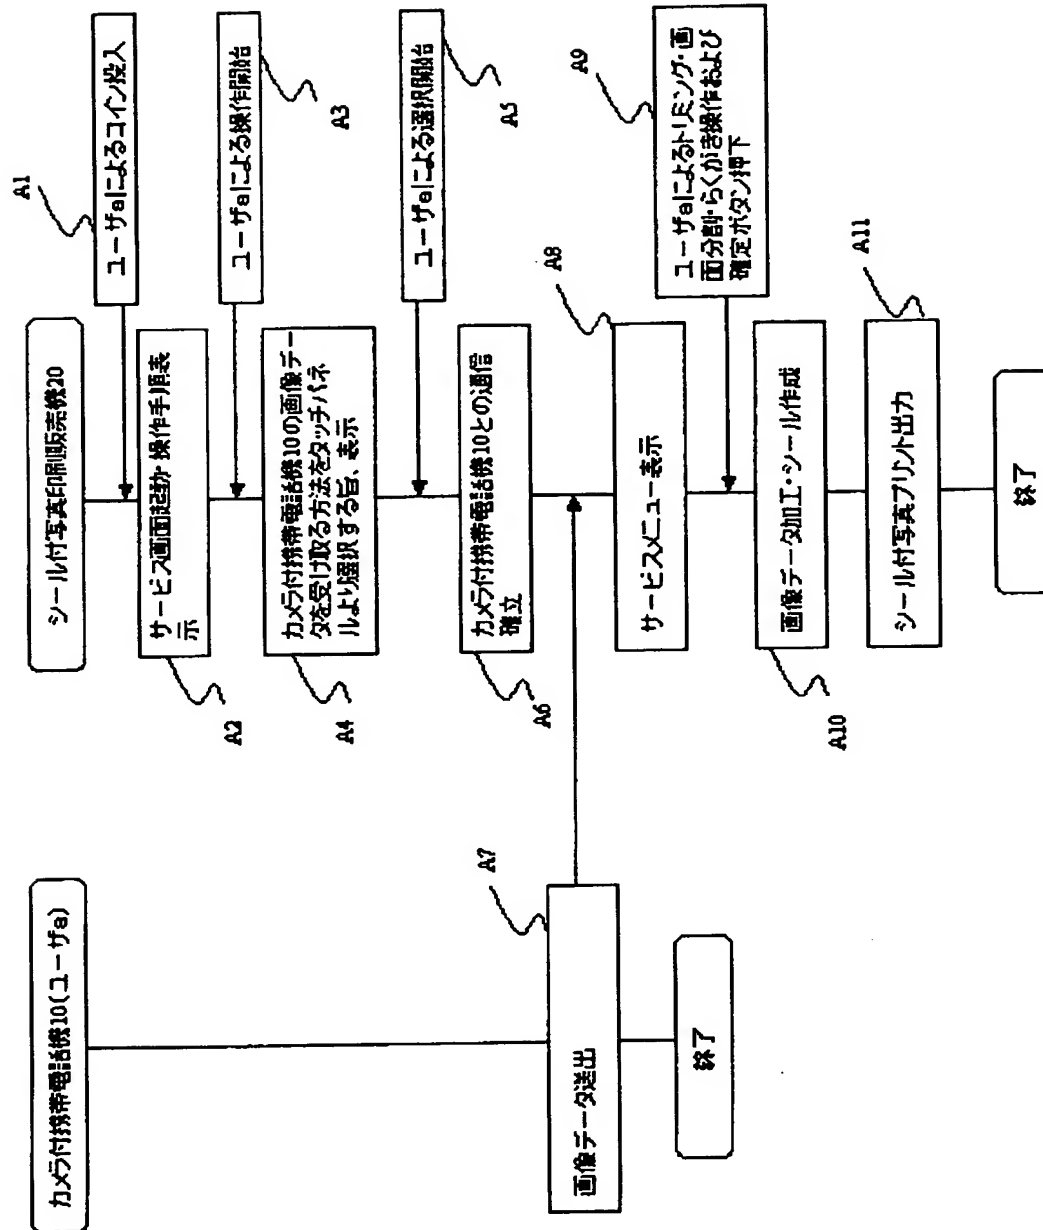 カメラ付携帯電話機10(ユーザa)
シール付写真印刷販売機20
A1
ユーザaによるコイン投入
サービス画面起動・操作手順表
示
A2
ユーザaによる操作開始
A3
カメラ付携帯電話機10の画像デー
タを受け取る方法をタッチパネ
ルより選択する旨、表示
A4
ユーザaによる選択開始
A5
カメラ付携帯電話機10との通信
確立
A6
画像データ送出
A7
終了
サービスメニュー表示
A8
ユーザaによるトリミング・画
面分割・らくがき操作および
確定ボタン押下
A9
画像データ加工・シール作成
A10
シール付写真プリント出力
A11
終了